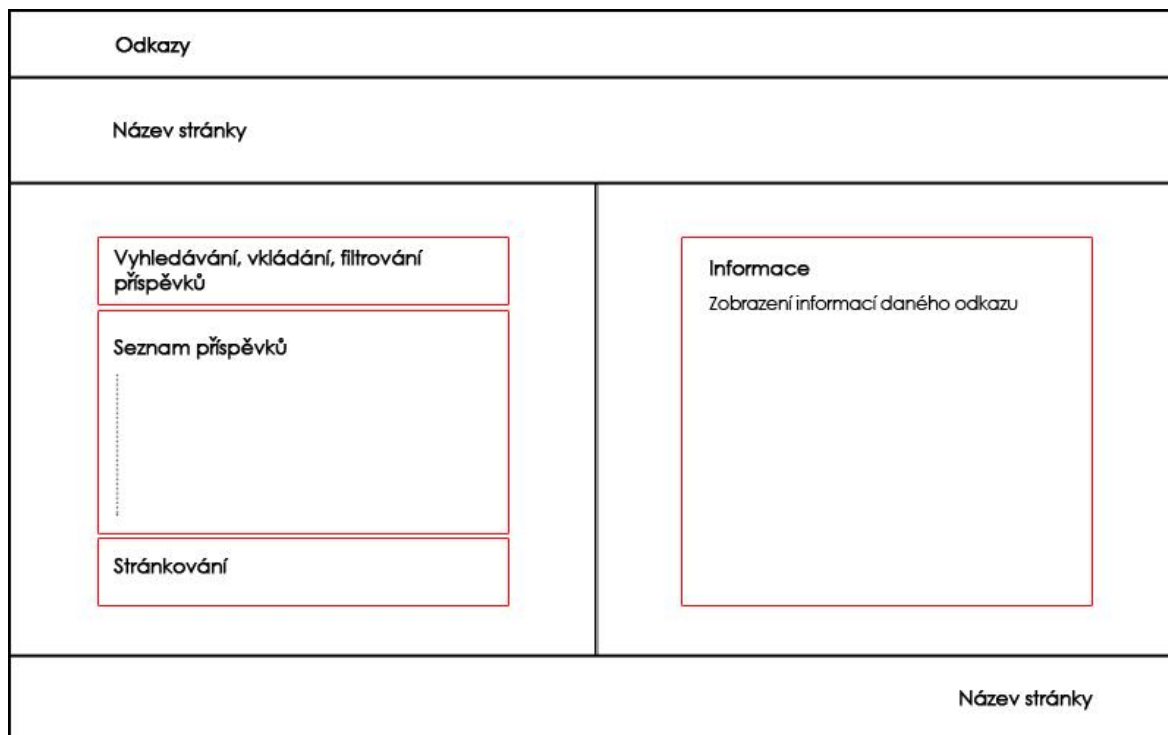 Odkazy
Název stránky
Vyhledávání, vkládání, filtrování
příspěvků
Seznam příspěvků
Stránkování
Informace
Zobrazení informací daného odkazu
Název stránky